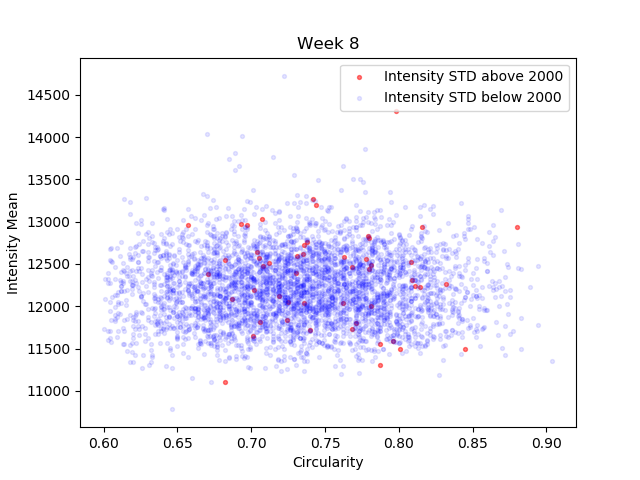 Week 8
Intensity STD above 2000
Intensity STD below 2000
14500
14000
13500
13000
12500
12000
11500
11000
Intensity Mean
0.60 0.65 0.70 0.75 0.80 0.85 0.90
Circularity